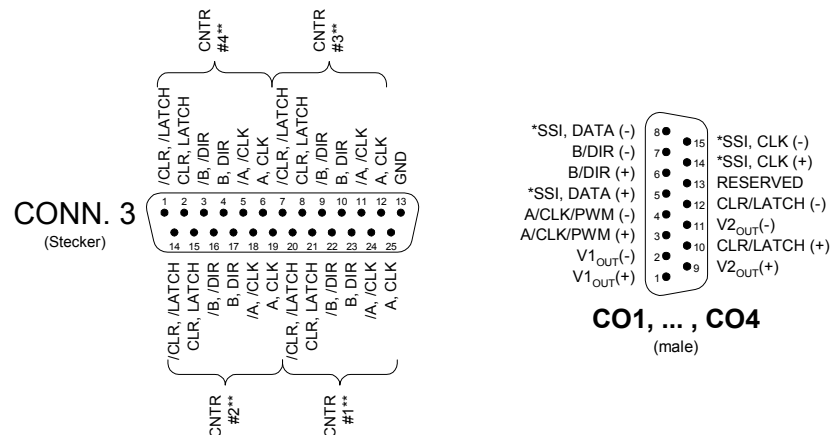 CNTR
#4**
CNTR
#3**
/CLR, /LATCH
CLR, LATCH
/B, /DIR
B, DIR
/A, /CLK
A, CLK
/CLR, /LATCH
CLR, LATCH
/B, /DIR
B, DIR
/A, /CLK
A, CLK
GND
CONN. 3
(Stecker)
1 2 3 4 5 6 7 8 9 10 11 12 13
14 15 16 17 18 19 20 21 22 23 24 25
/CLR, /LATCH
CLR, LATCH
/B, /DIR
B, DIR
/A, /CLK
A, CLK
/CLR, /LATCH
CLR, LATCH
/B, /DIR
B, DIR
/A, /CLK
A, CLK
CNTR
#2**
CNTR
#1**
*SSI, DATA (-) 8
B/DIR (-) 7
B/DIR (+) 6
*SSI, DATA (+) 5
A/CLK/PWM (-) 4
A/CLK/PWM (+) 3
V1OUT(-) 2
V1OUT(+) 1
15 *SSI, CLK (-)
14 *SSI, CLK (+)
13 RESERVED
12 CLR/LATCH (-)
11 V2OUT(-)
10 CLR/LATCH (+)
9 V2OUT(+)
CO1, ... , CO4
(male)